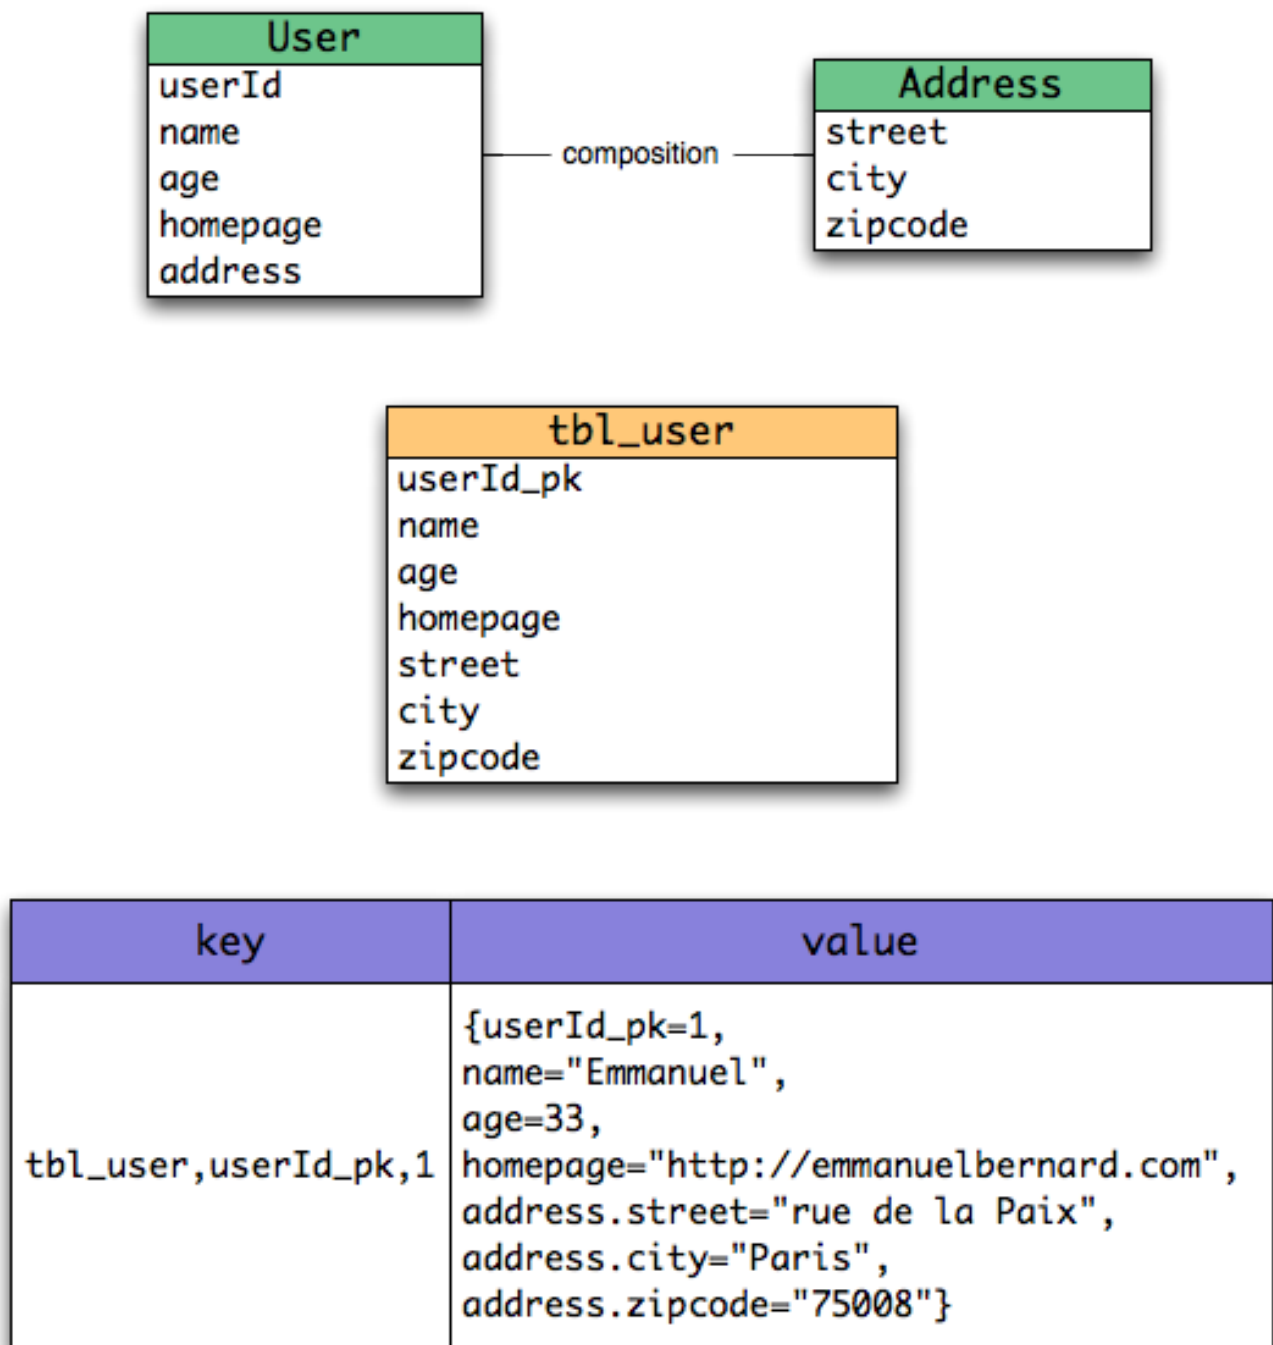 User
userId
name
age
homepage
address
composition
Address
street
city
zipcode
tbl_user
userId_pk
name
age
homepage
street
city
zipcode
key
value
tbl_user,userId_pk,1
{userId_pk=1,
name="Emmanuel",
age=33,
homepage="http://emmanuelbernard.com",
address.street="rue de la Paix",
address.city="Paris",
address.zipcode="75008"}